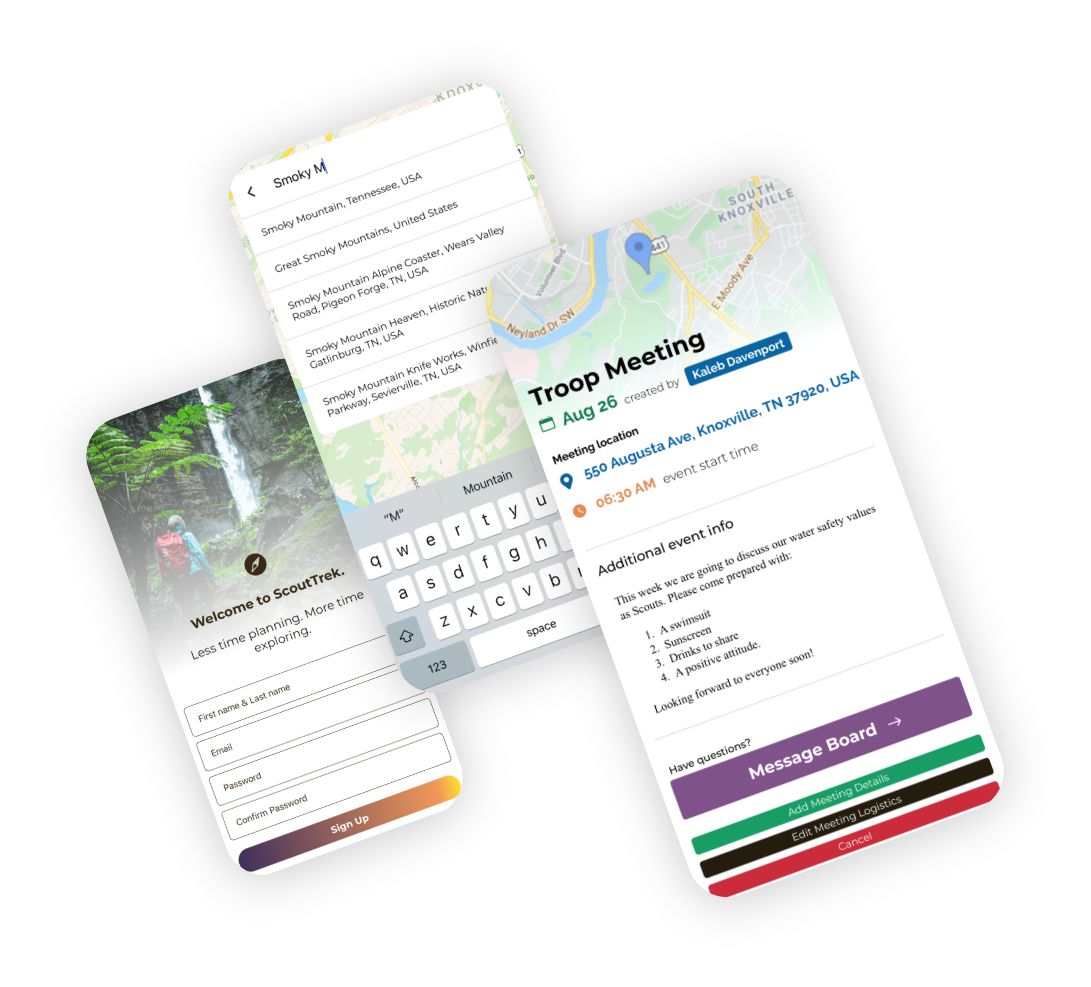 Smoky M
Smoky Mountain, Tennessee, USA
Great Smoky Mountains, United States
Smoky Mountain Alpine Coaster, Wears Valley
Road, Pigeon Forge, TN, USA
Smoky Mountain Heaven, Historic
Gatlinburg, TN, USA
Smoky Mountain Knife Works,
Parkway, Sevierville, TN, USA
"M"
Mountain
q w e r t y u
a s d f g h
z x c v b
123
space
Welcome to ScoutTrek.
Less time planning. More time
exploring.
First name & Last name
Email
Password
Confirm Password
Sign Up
SOUTH
KNOXVILLE
441
Volunteer Blvd
E Moody Ave
Neyland Dr SW
Troop Meeting
Aug 26 created by Kaleb Davenport
Meeting location
550 Augusta Ave, Knoxville, TN 37920, USA
06:30 AM event start time
Additional event info
This week we are going to discuss our water safety values
as Scouts. Please come prepared with:
1. A swimsuit
2. Sunscreen
3. Drinks to share
4. A positive attitude.
Looking forward to everyone soon!
Have questions?
Message Board →
Add Meeting Details
Edit Meeting Logistics
Cancel